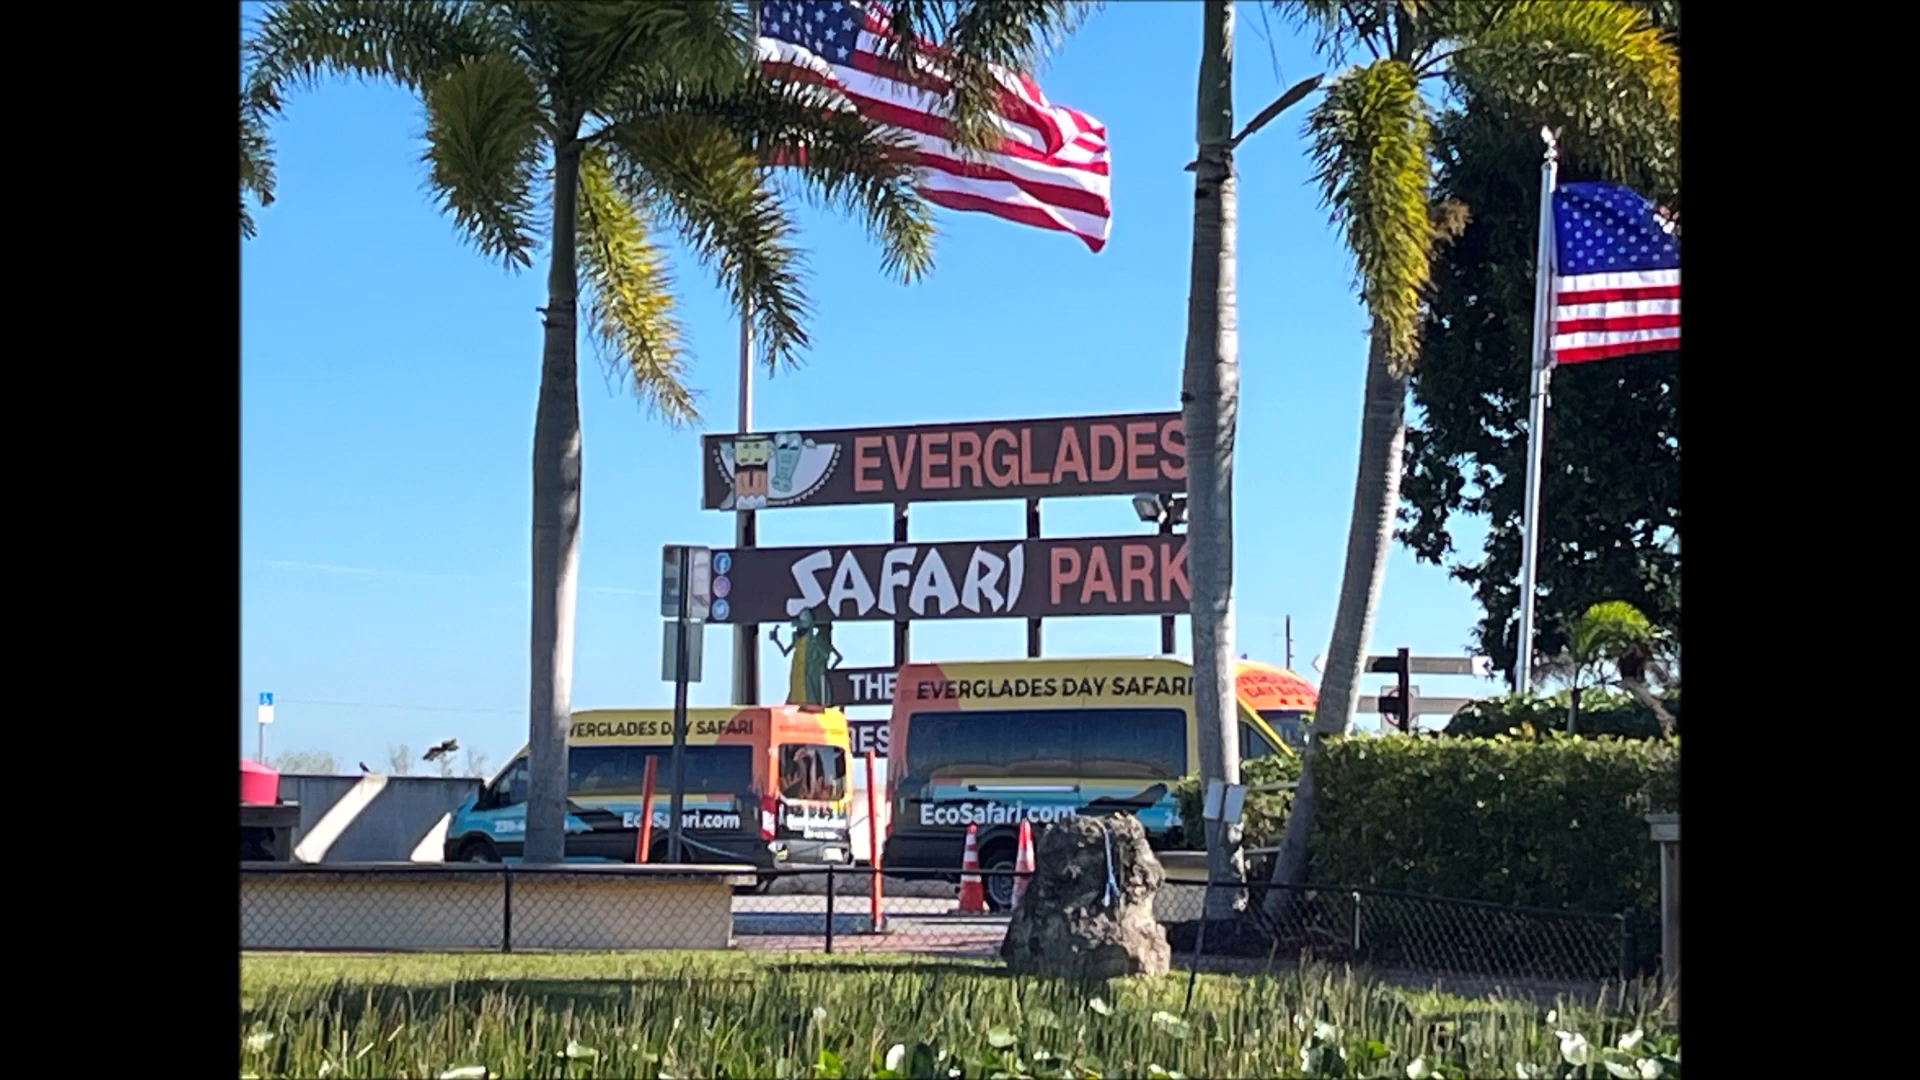 EVERGLADES
SAFARI PARK
THE
EVERGLADES DAY SAFARI
EVERGLADES DAY SAFARI
EcoSafari.com
EcoSafari.com